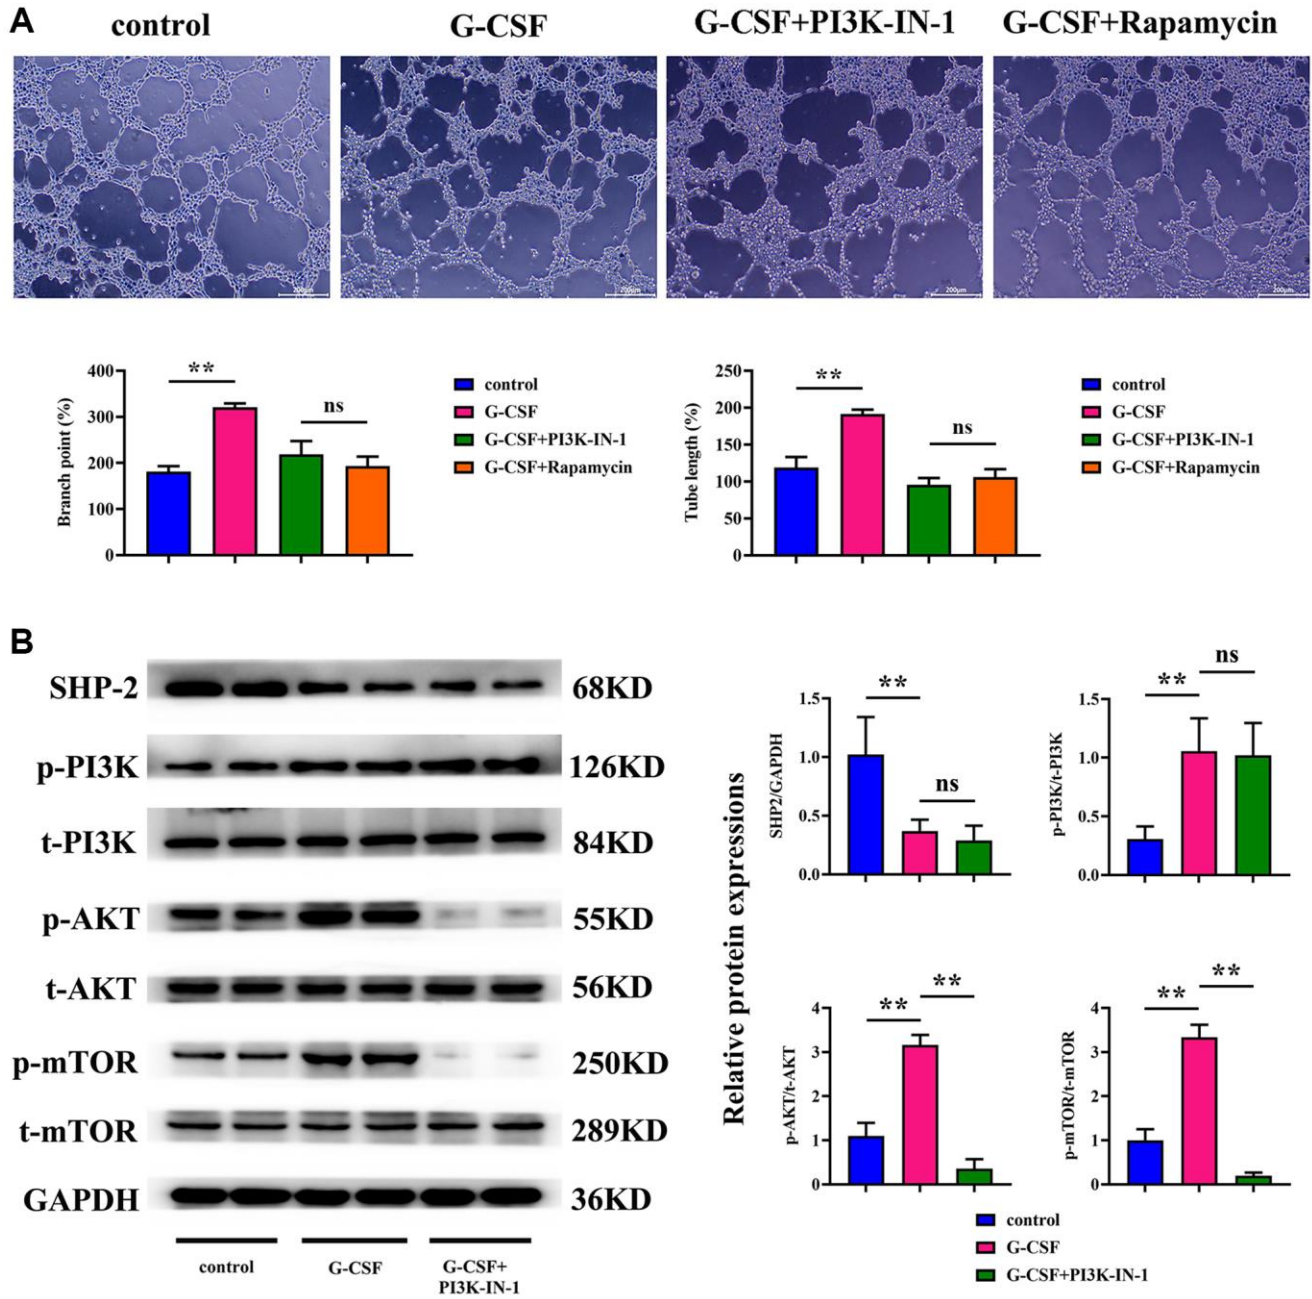 A
control
G-CSF
G-CSF+PI3K-IN-1
G-CSF+Rapamycin
200μm
200μm
200μm
200μm
Branch point (%)
400
300
200
100
0
**
ns
control
G-CSF
G-CSF+PI3K-IN-1
G-CSF+Rapamycin
Tube length (%)
250
200
150
100
50
0
**
ns
control
G-CSF
G-CSF+PI3K-IN-1
G-CSF+Rapamycin
B
SHP-2 68KD
p-PI3K 126KD
t-PI3K 84KD
p-AKT 55KD
t-AKT 56KD
p-mTOR 250KD
t-mTOR 289KD
GAPDH 36KD
control
G-CSF
G-CSF+
PI3K-IN-1
Relative protein expressions
SHP2/GAPDH
1.5
1.0
0.5
0.0
**
ns
p-PI3K/t-PI3K
1.5
1.0
0.5
0.0
**
ns
p-AKT/t-AKT
4
3
2
1
0
**
**
p-mTOR/t-mTOR
4
3
2
1
0
**
**
control
G-CSF
G-CSF+PI3K-IN-1